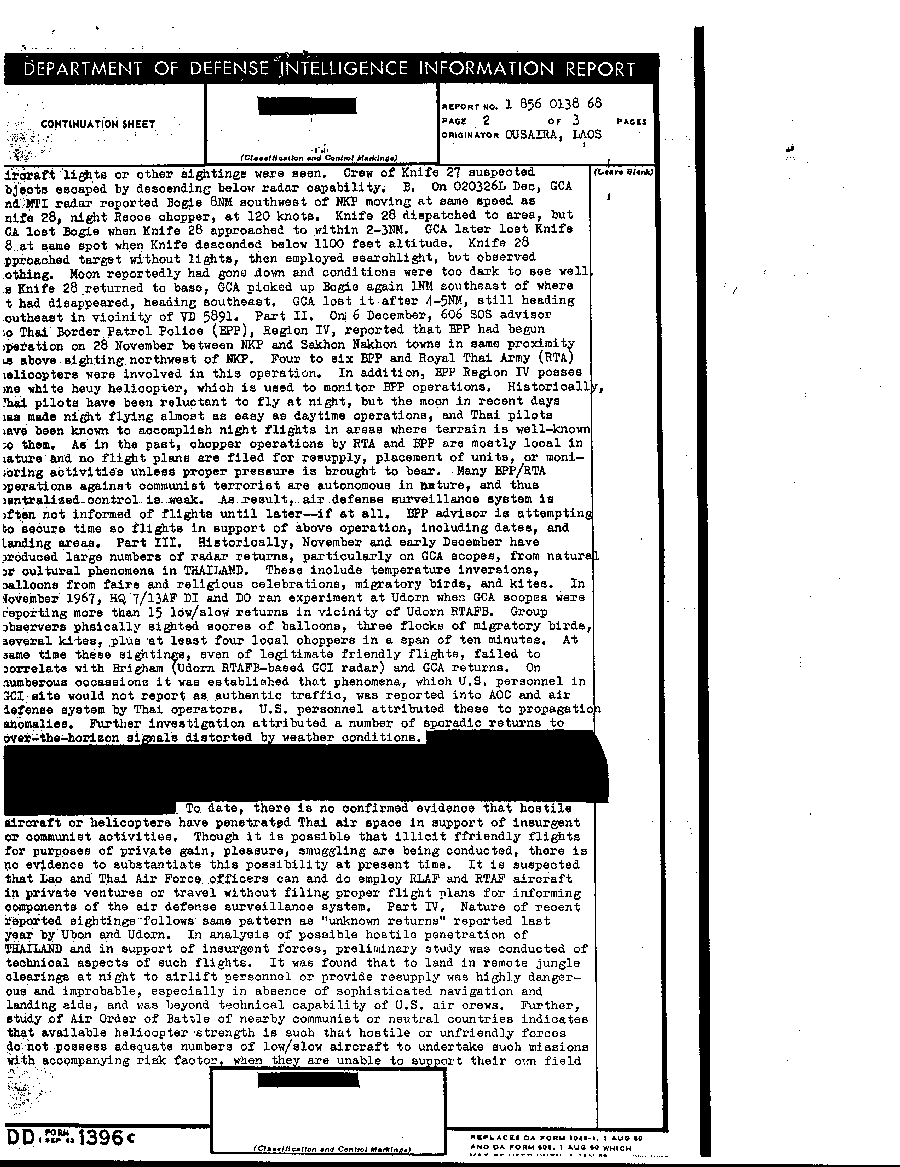 DEPARTMENT OF DEFENSE INTELLIGENCE INFORMATION REPORT
CONTINUATION SHEET
(Classification and Control Markings)
REPORT NO. 1 856 0138 68
PAGE 2 OF 3 PAGES
ORIGINATOR OUSAIRA, LAOS
(Leave Blank)
ircraft lights or other sightings were seen. Crew of Knife 27 suspected
bjects escaped by descending below radar capability. B. On 020326L Dec, GCA
nd MTI radar reported Bogie 8NM southwest of NKP moving at same speed as
nife 28, night Recce chopper, at 120 knots. Knife 28 dispatched to area, but
CA lost Bogie when Knife 28 approached to within 2-3NM. GCA later lost Knife
8 at same spot when Knife descended below 1100 feet altitude. Knife 28
pproached target without lights, then employed searchlight, but observed
othing. Moon reportedly had gone down and conditions were too dark to see well
s Knife 28 returned to base, GCA picked up Bogie again 1NM southeast of where
t had disappeared, heading southeast. GCA lost it after 4-5NM, still heading
outheast in vicinity of VD 5891. Part II. On 6 December, 606 SOS advisor
to Thai Border Patrol Police (BPP), Region IV, reported that BPP had begun
operation on 28 November between NKP and Sakhon Nakhon towns in same proximity
as above sighting northwest of NKP. Four to six BPP and Royal Thai Army (RTA)
helicopters were involved in this operation. In addition, BPP Region IV posses
one white heuy helicopter, which is used to monitor BPP operations. Historically,
Thai pilots have been reluctant to fly at night, but the moon in recent days
has made night flying almost as easy as daytime operations, and Thai pilots
have been known to accomplish night flights in areas where terrain is well-known
to them. As in the past, chopper operations by RTA and BPP are mostly local in
nature and no flight plans are filed for resupply, placement of units, or moni-
toring activities unless proper pressure is brought to bear. Many BPP/RTA
operations against communist terrorist are autonomous in nature, and thus
centralized control is weak. As result, air defense surveillance system is
often not informed of flights until later--if at all. BPP advisor is attempting
to secure time so flights in support of above operation, including dates, and
landing areas. Part III. Historically, November and early December have
produced large numbers of radar returns, particularly on GCA scopes, from natural
or cultural phenomena in THAILAND. These include temperature inversions,
balloons from fairs and religious celebrations, migratory birds, and kites. In
November 1967, HQ 7/13AF DI and DO ran experiment at Udorn when GCA scopes were
reporting more than 15 low/slow returns in vicinity of Udorn RTAFB. Group
observers phsically sighted scores of balloons, three flocks of migratory birds,
several kites, plus at least four local choppers in a span of ten minutes. At
same time these sightings, even of legitimate friendly flights, failed to
correlate with Brigham (Udorn RTAFB-based GCI radar) and GCA returns. On
numberous occassions it was established that phenomena, which U.S. personnel in
GCI site would not report as authentic traffic, was reported into AOC and air
defense system by Thai operators. U.S. personnel attributed these to propagation
anomalies. Further investigation attributed a number of sporadic returns to
over-the-horizon signals distorted by weather conditions.
To date, there is no confirmed evidence that hostile
aircraft or helicopters have penetrated Thai air space in support of insurgent
or communist activities. Though it is possible that illicit ffriendly flights
for purposes of private gain, pleasure, smuggling are being conducted, there is
no evidence to substantiate this possibility at present time. It is suspected
that Lao and Thai Air Force officers can and do employ RLAF and RTAF aircraft
in private ventures or travel without filing proper flight plans for informing
components of the air defense surveillance system. Part IV. Nature of recent
reported sightings follows same pattern as "unknown returns" reported last
year by Ubon and Udorn. In analysis of possible hostile penetration of
THAILAND and in support of insurgent forces, preliminary study was conducted of
technical aspects of such flights. It was found that to land in remote jungle
clearings at night to airlift personnel or provide resupply was highly danger-
ous and improbable, especially in absence of sophisticated navigation and
landing aids, and was beyond technical capability of U.S. air crews. Further,
study of Air Order of Battle of nearby communist or neutral countries indicates
that available helicopter strength is such that hostile or unfriendly forces
do not possess adequate numbers of low/slow aircraft to undertake such missions
with accompanying risk factor, when they are unable to support their own field
DD FORM 1396c
(Classification and Control Markings)
REPLACES DA FORM 1048-1, 1 AUG 60
AND DA FORM 1048, 1 AUG 60 WHICH